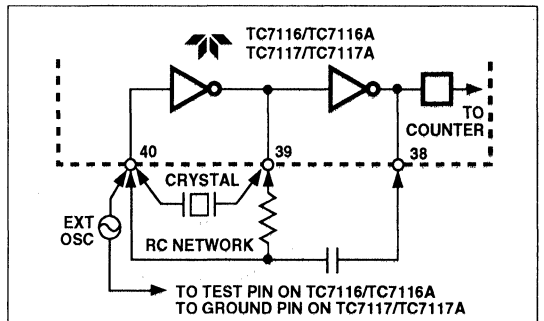 TC7116/TC7116A
TC7117/TC7117A
TO
COUNTER
40
39
38
CRYSTAL
EXT
OSC
RC NETWORK
TO TEST PIN ON TC7116/TC7116A
TO GROUND PIN ON TC7117/TC7117A